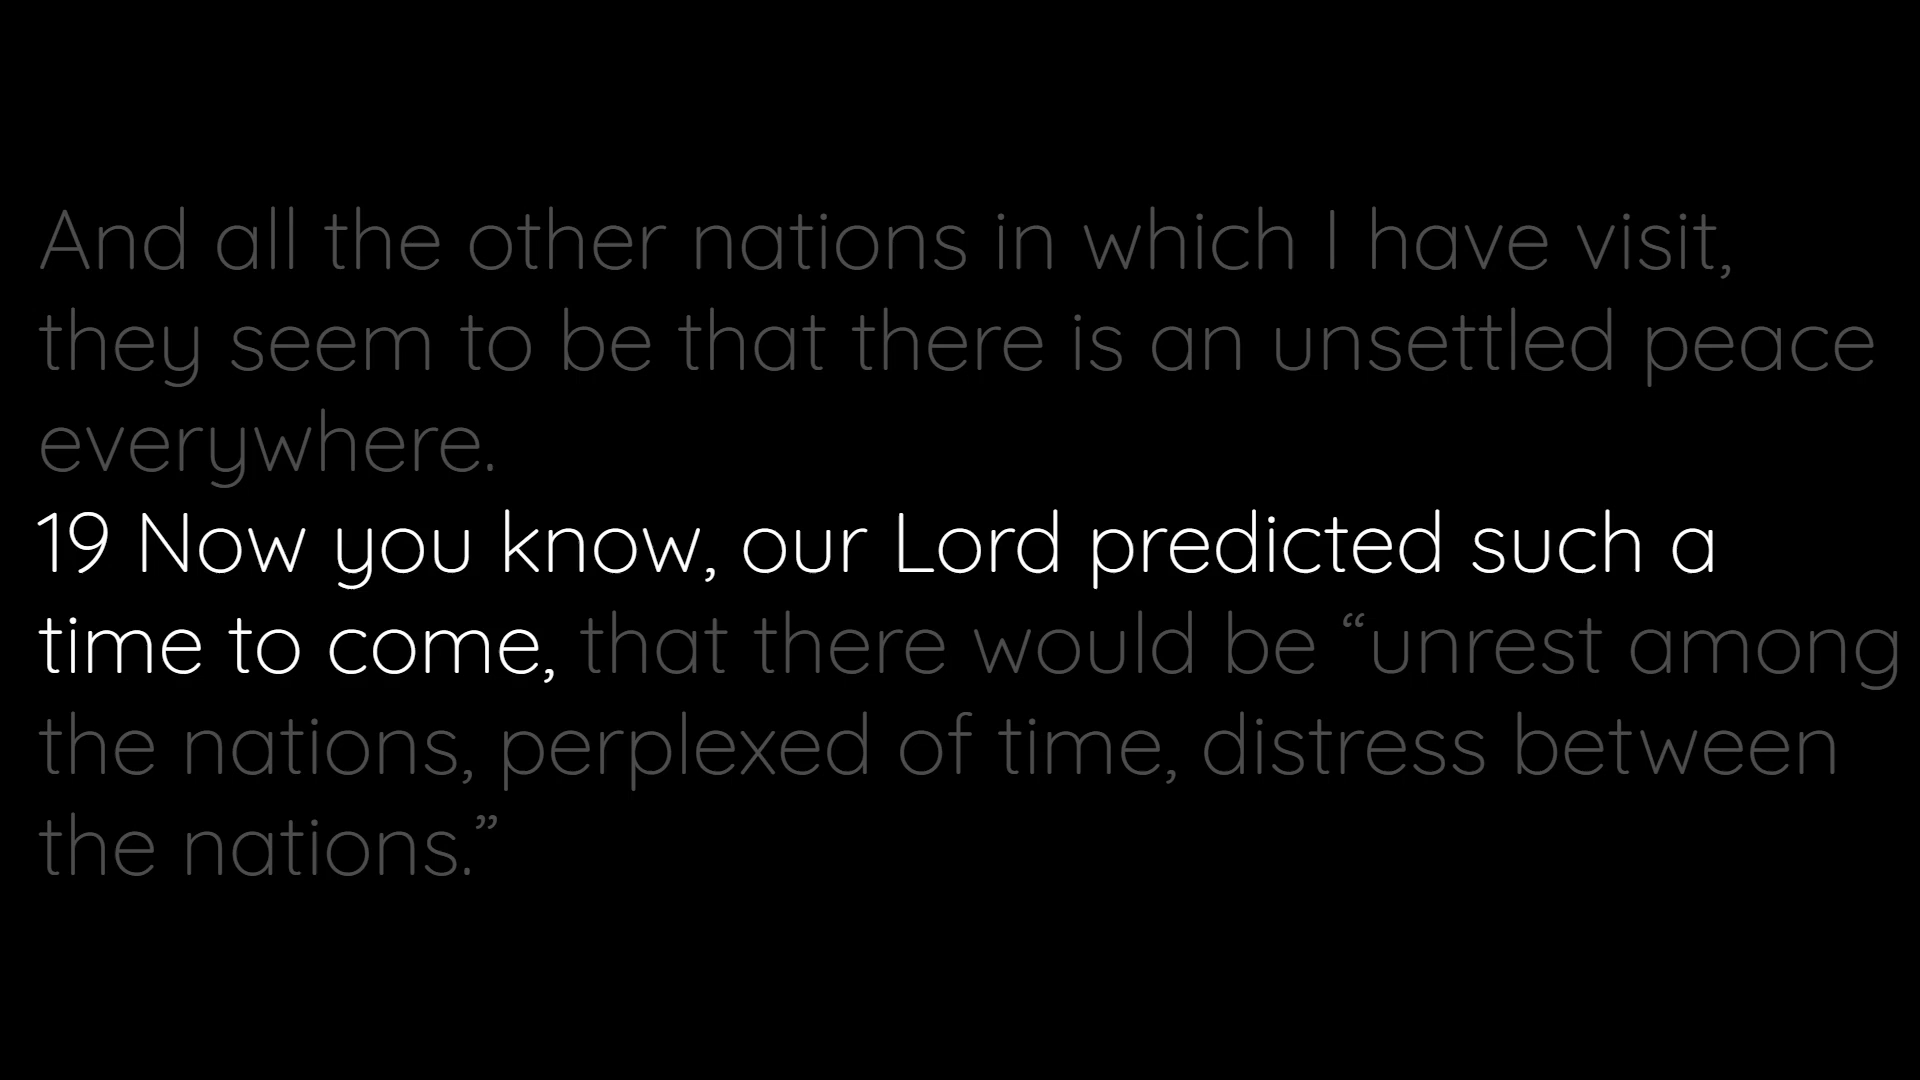 And all the other nations in which I have visit,
they seem to be that there is an unsettled peace
everywhere.
19 Now you know, our Lord predicted such a
time to come, that there would be “unrest among
the nations, perplexed of time, distress between
the nations.”